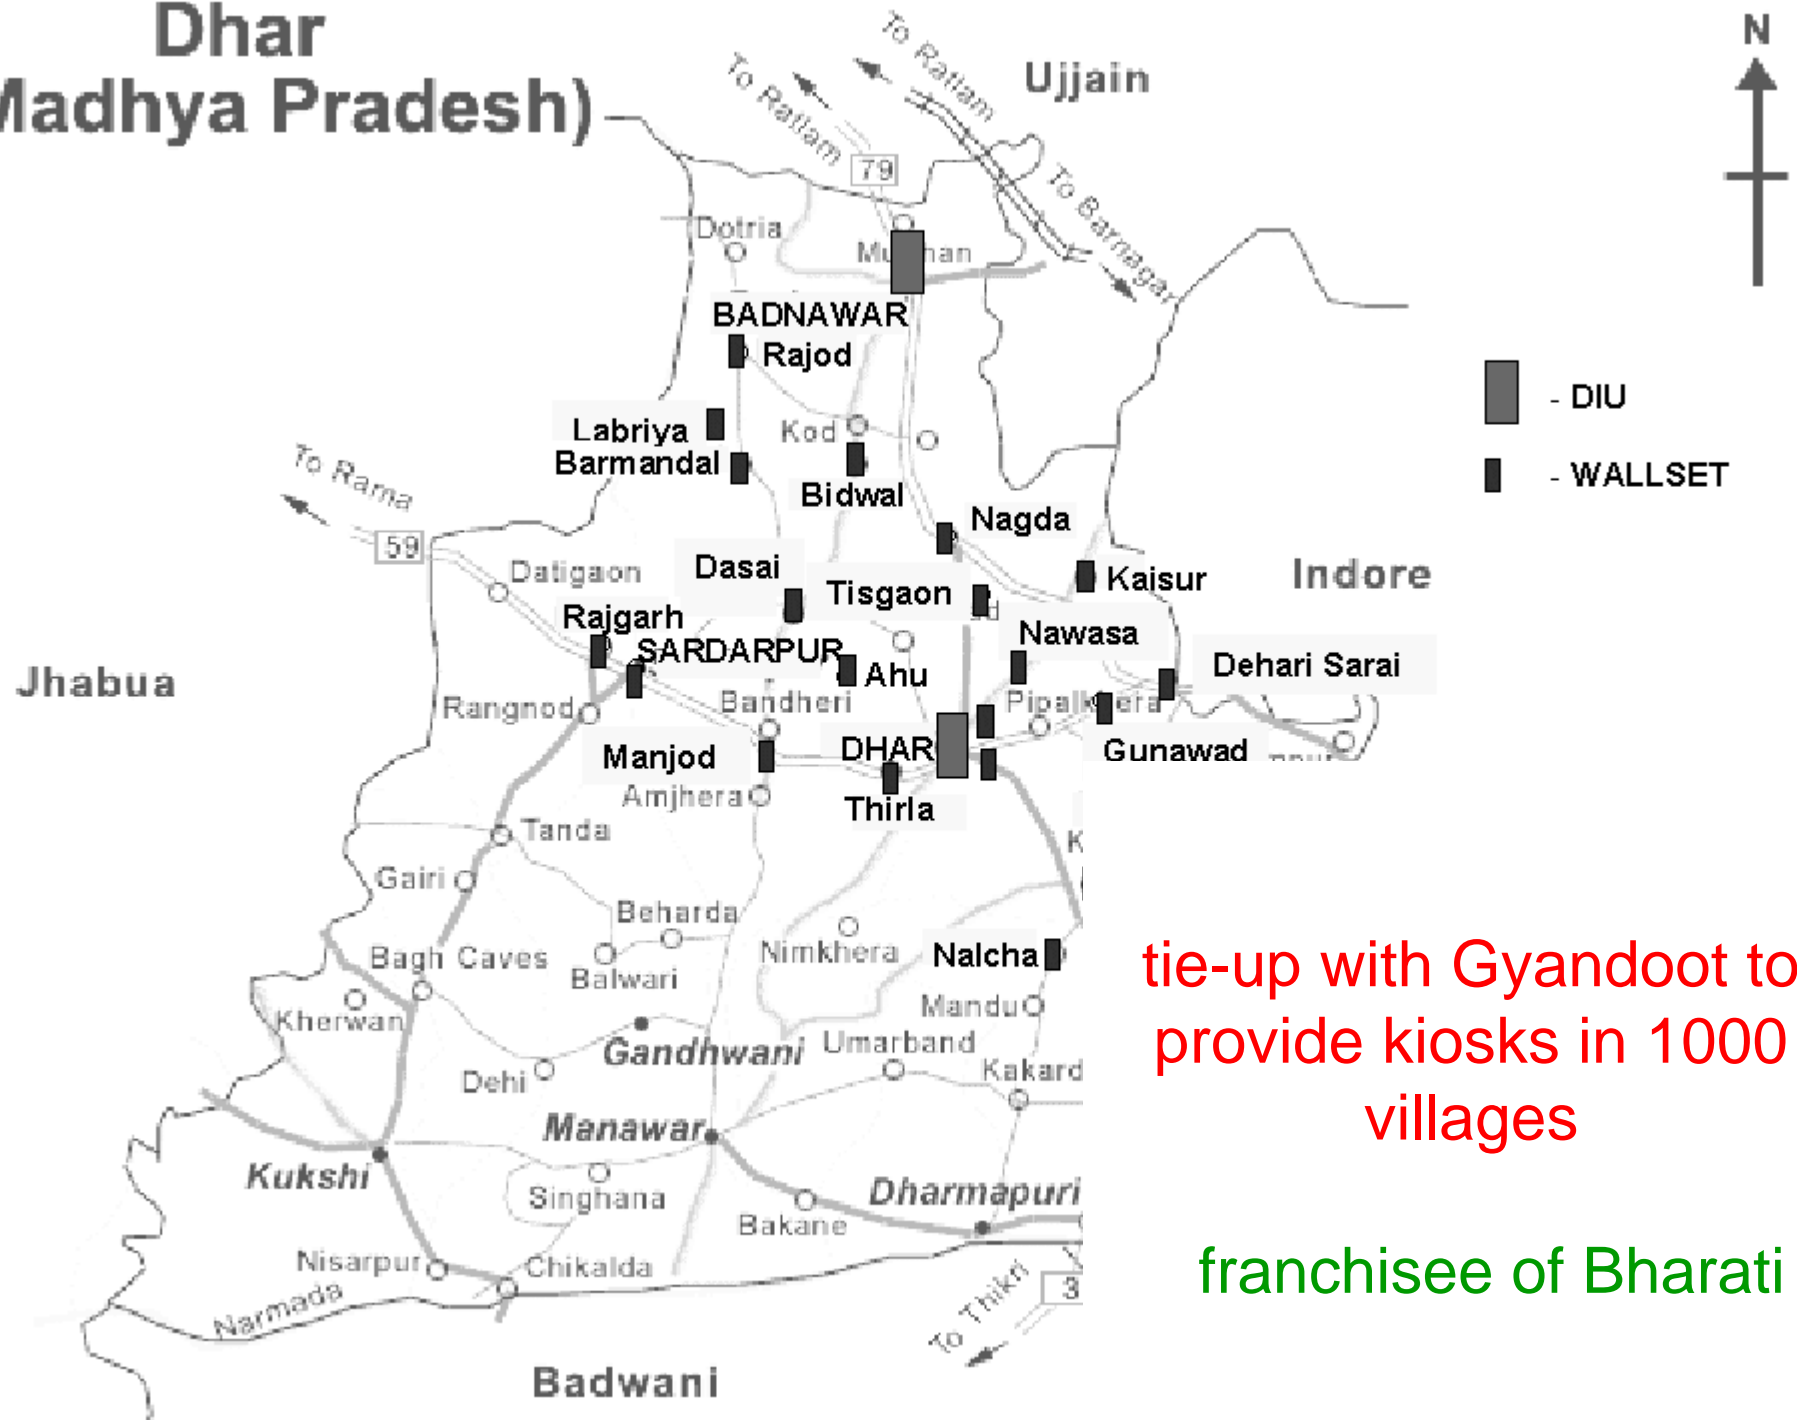 Dhar
Madhya Pradesh)
N
To Ratlam
To Ratlam
Ujjain
79
To Barnagar
Dotria
BADNAWAR
Rajod
- DIU
Labriya
Kod
Barmandal
- WALLSET
To Rama
Bidwal
Nagda
59
Datigaon
Dasai
Tisgaon
Kaisur
Indore
Rajgarh
SARDARPUR
Nawasa
Dehari Sarai
Jhabua
Ahu
Rangnod
Bandheri
Manjod
DHAR
Gunawad
Amjhera
Thirla
Tanda
Gairi
Beharda
Bagh Caves
Balwari
Nimkhera
Nalcha
tie-up with Gyandoot to
provide kiosks in 1000
villages
Kherwan
Mandu
Gandhwani
Umarband
Dehi
Kakard
Manawar
Kukshi
Singhana
Dharmapuri
Bakane
franchisee of Bharati
Nisarpur
Chikalda
Narmada
To Thikri
3
Badwani